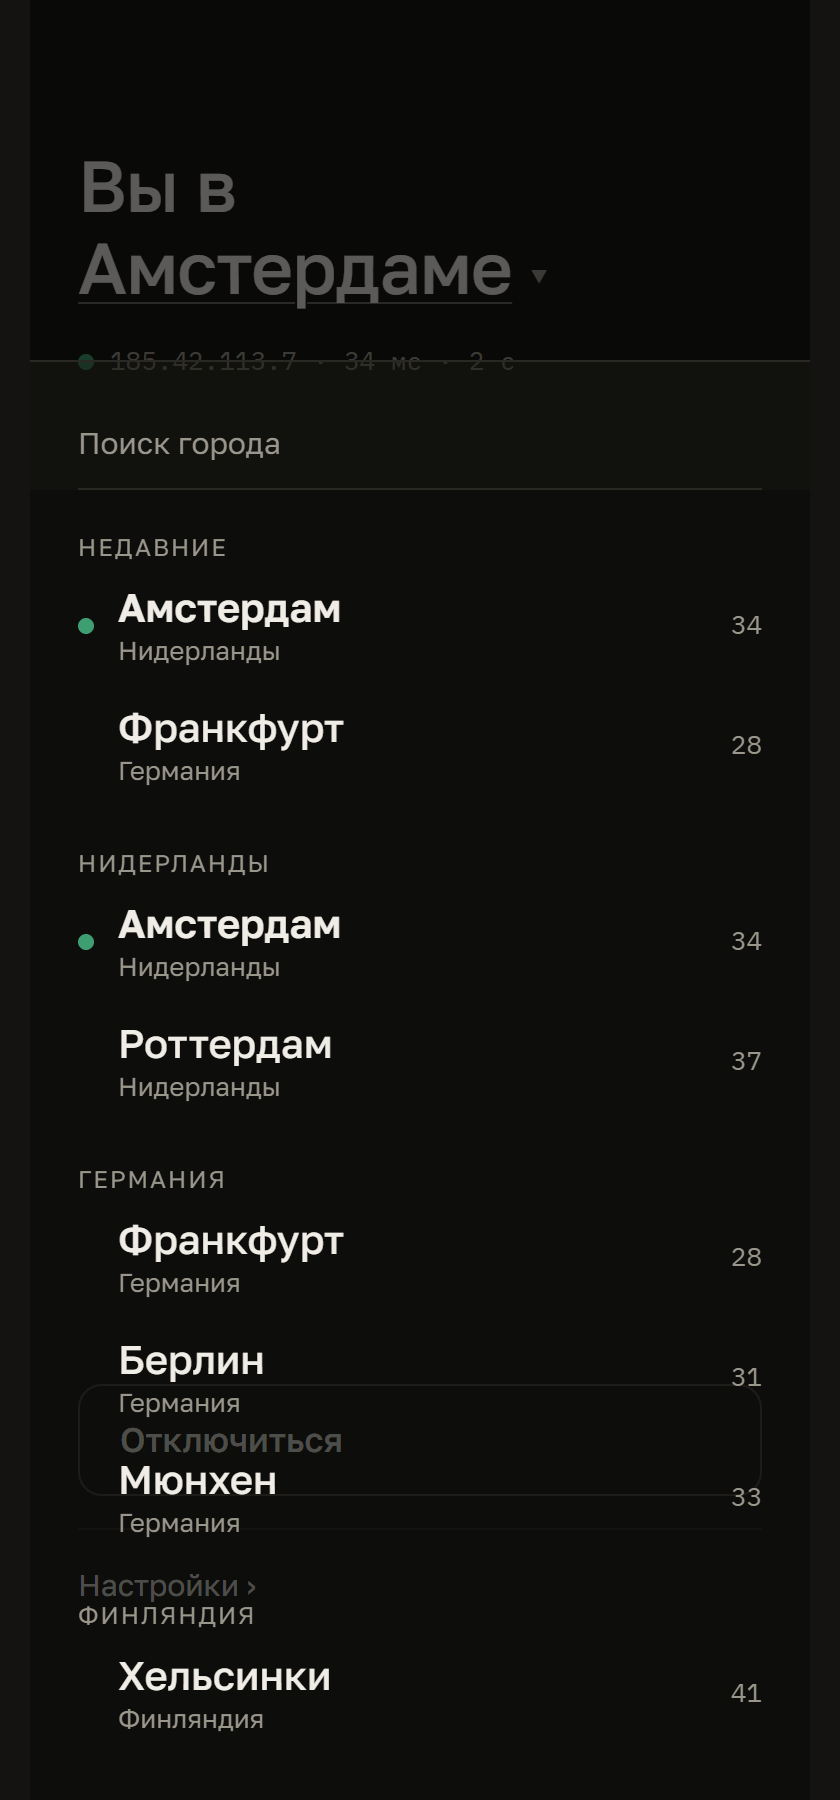 Вы в
Амстердаме ▾
185.42.113.7 · 34 мс · 2 с
Поиск города
НЕДАВНИЕ
Амстердам
34
Нидерланды
Франкфурт
28
Германия
НИДЕРЛАНДЫ
Амстердам
34
Нидерланды
Роттердам
37
Нидерланды
ГЕРМАНИЯ
Франкфурт
28
Германия
Берлин
31
Германия
Отключиться
Мюнхен
33
Германия
Настройки ›
ФИНЛЯНДИЯ
Хельсинки
41
Финляндия